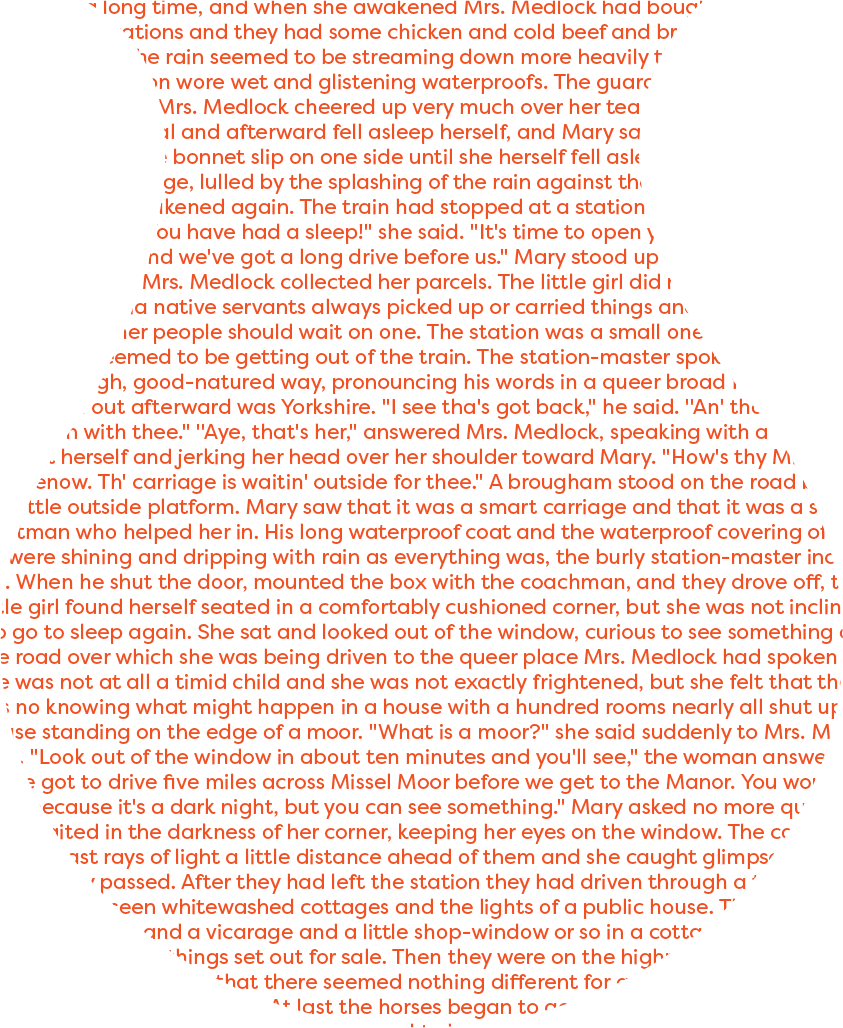 long time, and when she awakened Mrs. Medlock had boug
ations and they had some chicken and cold beef and br
he rain seemed to be streaming down more heavily
on wore wet and glistening waterproofs. The guar
Mrs. Medlock cheered up very much over her tea
al and afterward fell asleep herself, and Mary sa
bonnet slip on one side until she herself fell asle
ge, lulled by the splashing of the rain against the
kened again. The train had stopped at a station
ou have had a sleep!" she said. "It's time to open y
nd we've got a long drive before us." Mary stood up
Mrs. Medlock collected her parcels. The little girl did
a native servants always picked up or carried things an
her people should wait on one. The station was a small one
eemed to be getting out of the train. The station-master spok
gh, good-natured way, pronouncing his words in a queer broad
out afterward was Yorkshire. "I see tha's got back," he said. "An' th
n with thee." "Aye, that's her," answered Mrs. Medlock, speaking with a
herself and jerking her head over her shoulder toward Mary. "How's thy M
enow. Th' carriage is waitin' outside for thee." A brougham stood on the road
ttle outside platform. Mary saw that it was a smart carriage and that it was a s
tman who helped her in. His long waterproof coat and the waterproof covering of
were shining and dripping with rain as everything was, the burly station-master inc
. When he shut the door, mounted the box with the coachman, and they drove off, t
le girl found herself seated in a comfortably cushioned corner, but she was not inclin
o go to sleep again. She sat and looked out of the window, curious to see something
e road over which she was being driven to the queer place Mrs. Medlock had spoken
e was not at all a timid child and she was not exactly frightened, but she felt that th
s no knowing what might happen in a house with a hundred rooms nearly all shut up
use standing on the edge of a moor. "What is a moor?" she said suddenly to Mrs. M
. "Look out of the window in about ten minutes and you'll see," the woman answe
e got to drive five miles across Missel Moor before we get to the Manor. You wo
ecause it's a dark night, but you can see something." Mary asked no more qu
ited in the darkness of her corner, keeping her eyes on the window. The c
ast rays of light a little distance ahead of them and she caught glimps
y passed. After they had left the station they had driven through a
seen whitewashed cottages and the lights of a public house. T
and a vicarage and a little shop-window or so in a cotta
things set out for sale. Then they were on the high
that there seemed nothing different for
At last the horses began to